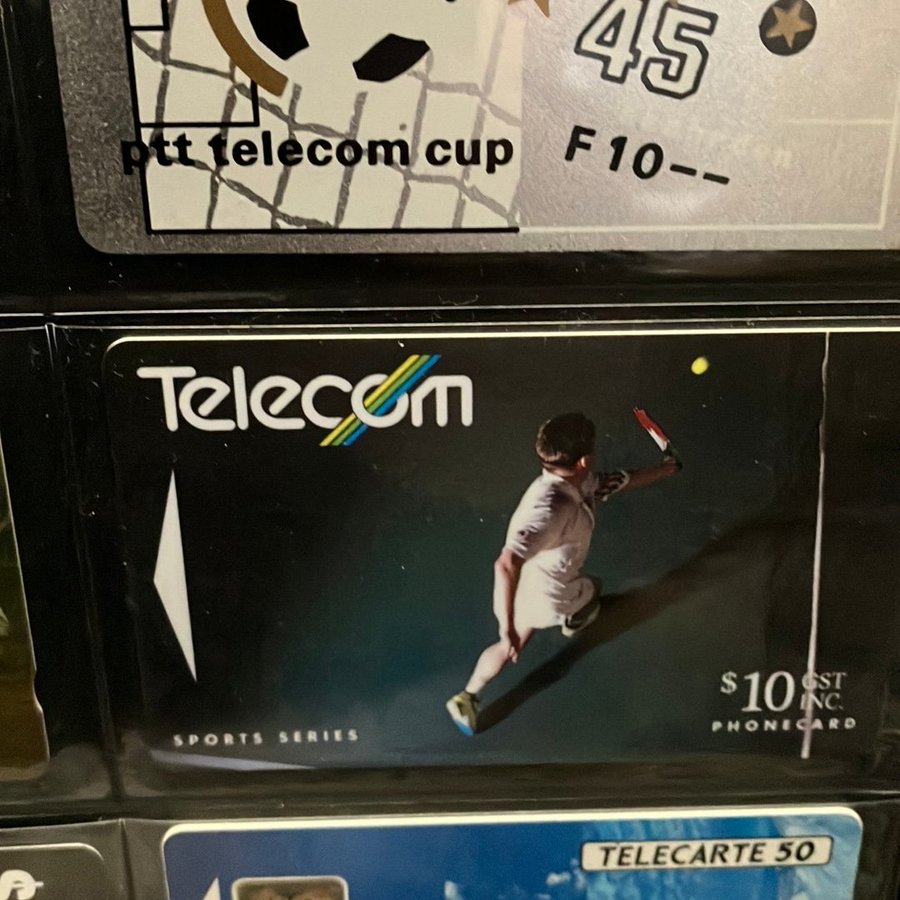 45
ptt telecom cup
F 10--
Telecom
$10 GST
INC.
PHONECARD
SPORTS SERIES
TELECARTE 50